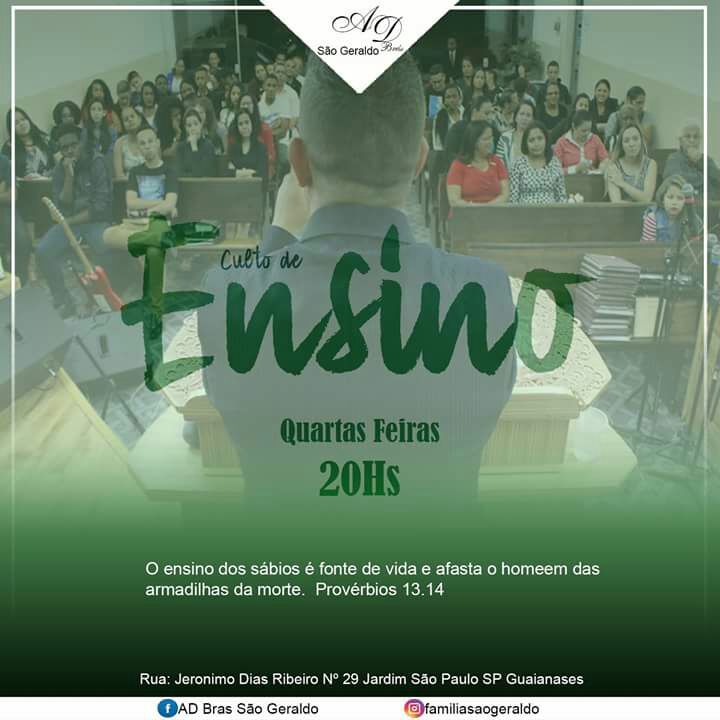 AD
São Geraldo Brás
Culto de
Ensino
Quartas Feiras
20Hs
O ensino dos sábios é fonte de vida e afasta o homeem das
armadilhas da morte. Provérbios 13.14
Rua: Jeronimo Dias Ribeiro Nº 29 Jardim São Paulo SP Guaianases
AD Bras São Geraldo familiasaogeraldo